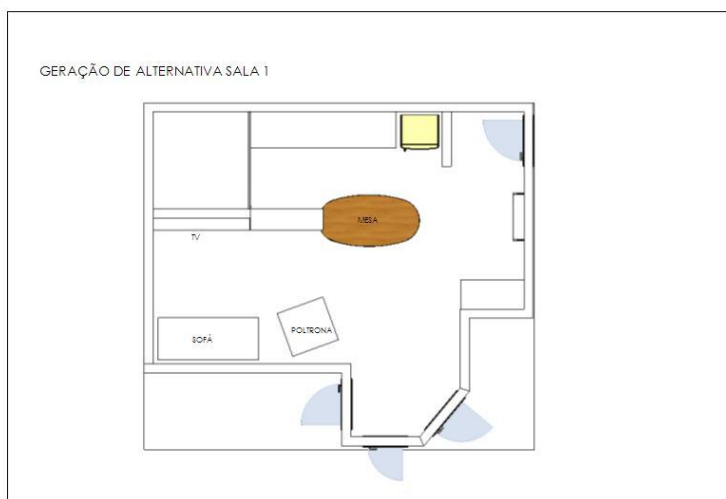 GERAÇÃO DE ALTERNATIVA SALA 1
MESA
TV
POLTRONA
SOFÁ